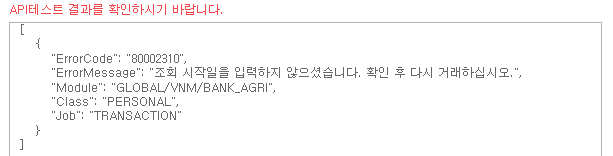 API테스트 결과를 확인하시기 바랍니다.
[
{
"ErrorCode": "80002310",
"ErrorMessage": "조회 시작일을 입력하지 않으셨습니다. 확인 후 다시 거래하십시오.",
"Module": "GLOBAL/VNM/BANK_AGRI",
"Class": "PERSONAL",
"Job": "TRANSACTION"
}
]